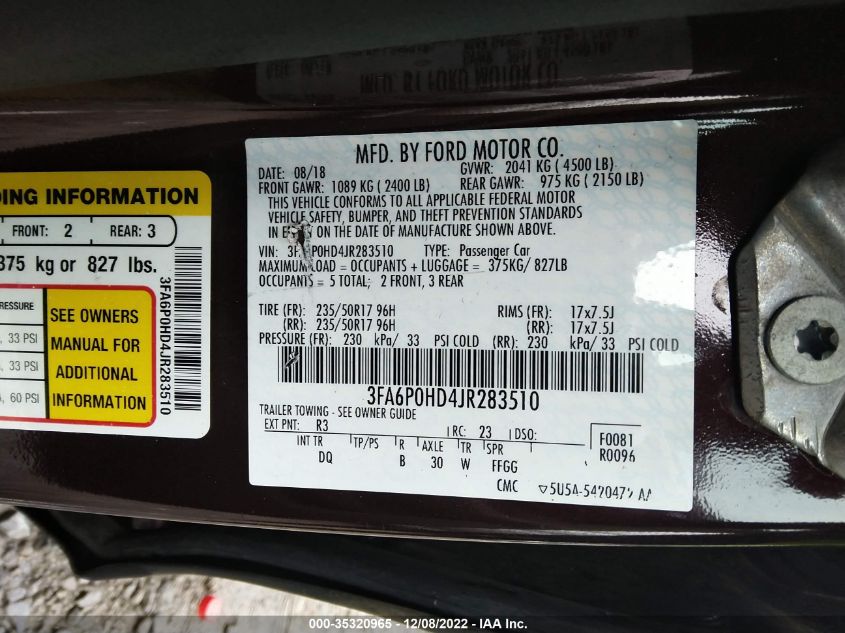 MFD. BY FORD MOTOR CO.
DATE: 08/18 GVWR: 2041 KG ( 4500 LB)
FRONT GAWR: 1089 KG ( 2400 LB) REAR GAWR: 975 KG ( 2150 LB)
THIS VEHICLE CONFORMS TO ALL APPLICABLE FEDERAL MOTOR
VEHICLE SAFETY, BUMPER, AND THEFT PREVENTION STANDARDS
IN ON THE DATE OF MANUFACTURE SHOWN ABOVE.
VIN: TYPE: Passenger Car
MAXIMUM LOAD = OCCUPANTS + LUGGAGE = 375KG/ 827LB
OCCUPANTS = 5 TOTAL; 2 FRONT, 3 REAR
TIRE (FR): 235/50R17 96H RIMS (FR): 17x7.5J
(RR): 235/50R17 96H (RR): 17x7.5J
PRESSURE (FR): 230 kPa/ 33 PSI COLD (RR): 230 kPa/ 33 PSI COLD
3FA6P0HD4JR283510
TRAILER TOWING - SEE OWNER GUIDE
EXT PNT: R3 RC: 23 DSO: F0081
INT TR TP/PS R AXLE TR SPR R0096
DQ B 30 W FFGG
CMC
INFORMATION
FRONT: 2 REAR: 3
375 kg or 827 lbs.
SEE OWNERS
33 PSI MANUAL FOR
33 PSI ADDITIONAL
60 PSI INFORMATION
3FA6P0HD4JR283510
000-35320965 - 12/08/2022 - IAA Inc.